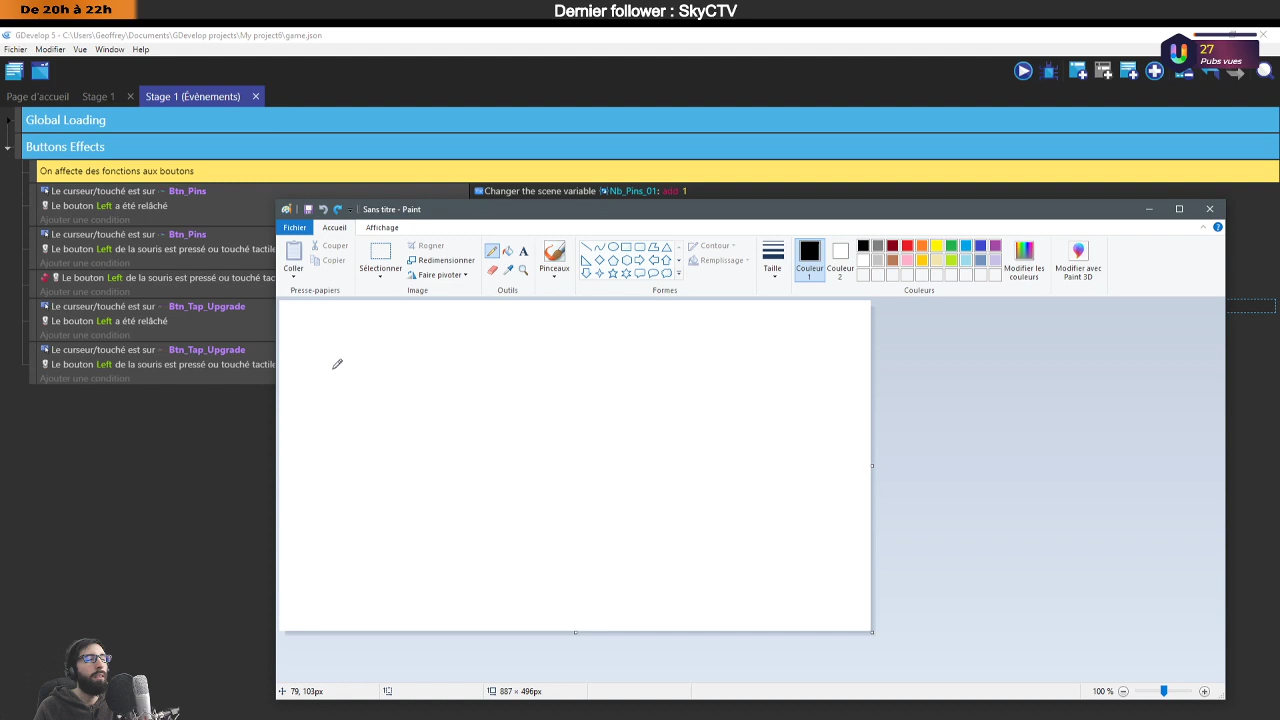 De 20h à 22h
Dernier follower : SkyCTV
GDevelop 5 - C:\Users\Geoffrey\Documents\GDevelop projects\My project6\game.json
Fichier Modifier Vue Window Help
27
Pubs vues
Page d'accueil Stage 1 Stage 1 (Évènements)
Global Loading
Buttons Effects
On affecte des fonctions aux boutons
Le curseur/touché est sur Btn_Pins
Changer the scene variable Nb_Pins_01: add 1
Le bouton Left a été relâché
Ajouter une condition
Le curseur/touché est sur Btn_Pins
Le bouton Left de la souris est pressé ou touché tactile
Ajouter une condition
Le bouton Left de la souris est pressé ou touché tac
Le curseur/touché est sur Btn_Tap_Upgrade
Le bouton Left a été relâché
Ajouter une condition
Le curseur/touché est sur Btn_Tap_Upgrade
Le bouton Left de la souris est pressé ou touché tactile
Ajouter une condition
Sans titre - Paint
Fichier Accueil Affichage
Coller
Couper
Copier
Presse-papiers
Sélectionner
Rogner
Redimensionner
Faire pivoter
Image
A
Outils
Pinceaux
Contour
Remplissage
Formes
Taille
Couleur 1
Couleur 2
Modifier les couleurs
Modifier avec Paint 3D
Couleurs
79, 103px
887 × 496px
100 %